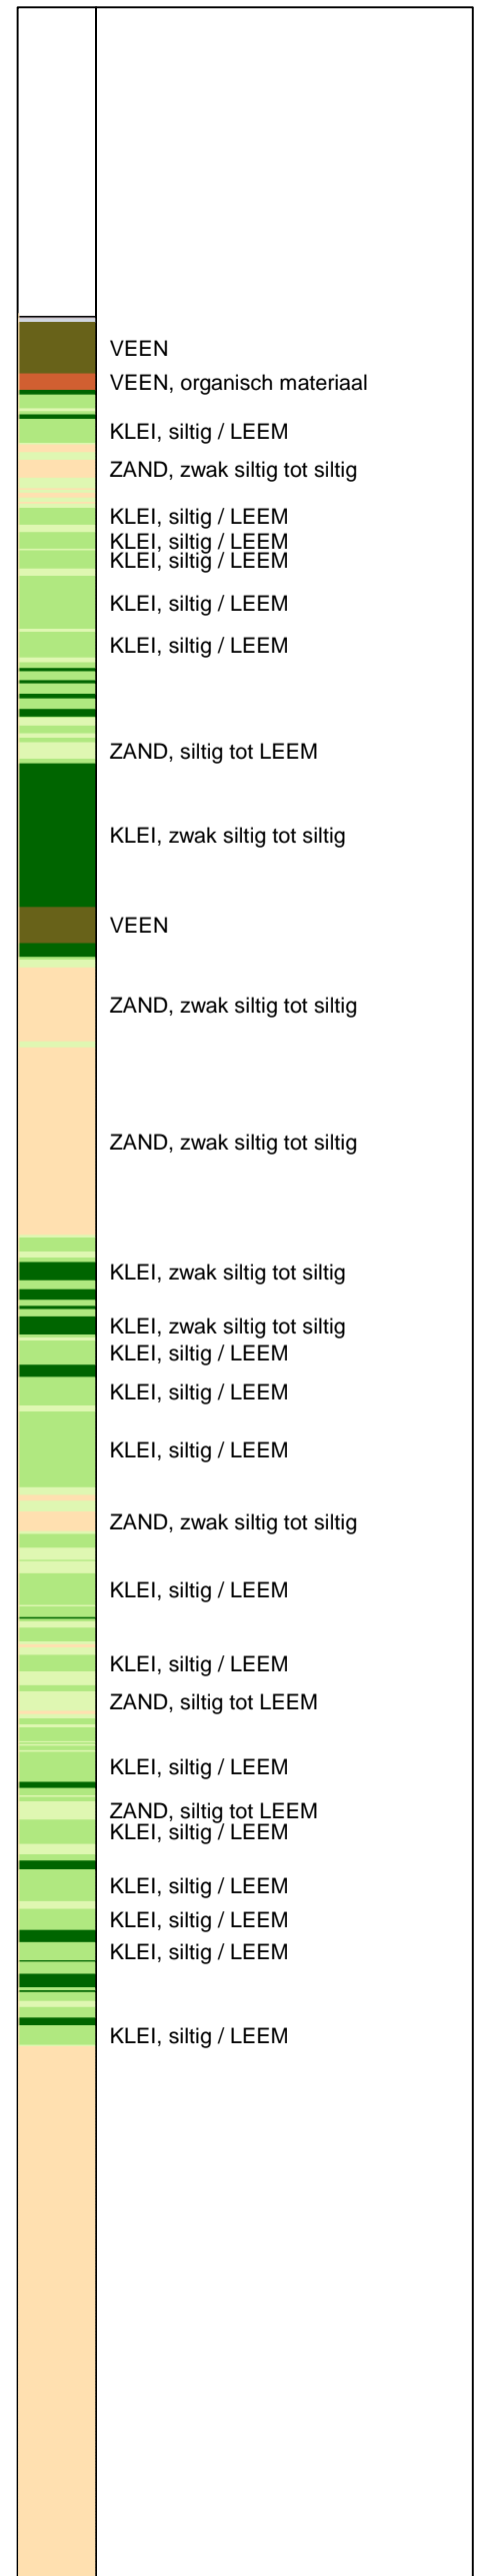 VEEN
VEEN, organisch materiaal
KLEI, siltig / LEEM
ZAND, zwak siltig tot siltig
KLEI, siltig / LEEM
KLEI, siltig / LEEM
KLEI, siltig / LEEM
KLEI, siltig / LEEM
KLEI, siltig / LEEM
ZAND, siltig tot LEEM
KLEI, zwak siltig tot siltig
VEEN
ZAND, zwak siltig tot siltig
ZAND, zwak siltig tot siltig
KLEI, zwak siltig tot siltig
KLEI, zwak siltig tot siltig
KLEI, siltig / LEEM
KLEI, siltig / LEEM
KLEI, siltig / LEEM
ZAND, zwak siltig tot siltig
KLEI, siltig / LEEM
KLEI, siltig / LEEM
ZAND, siltig tot LEEM
KLEI, siltig / LEEM
ZAND, siltig tot LEEM
KLEI, siltig / LEEM
KLEI, siltig / LEEM
KLEI, siltig / LEEM
KLEI, siltig / LEEM
KLEI, siltig / LEEM